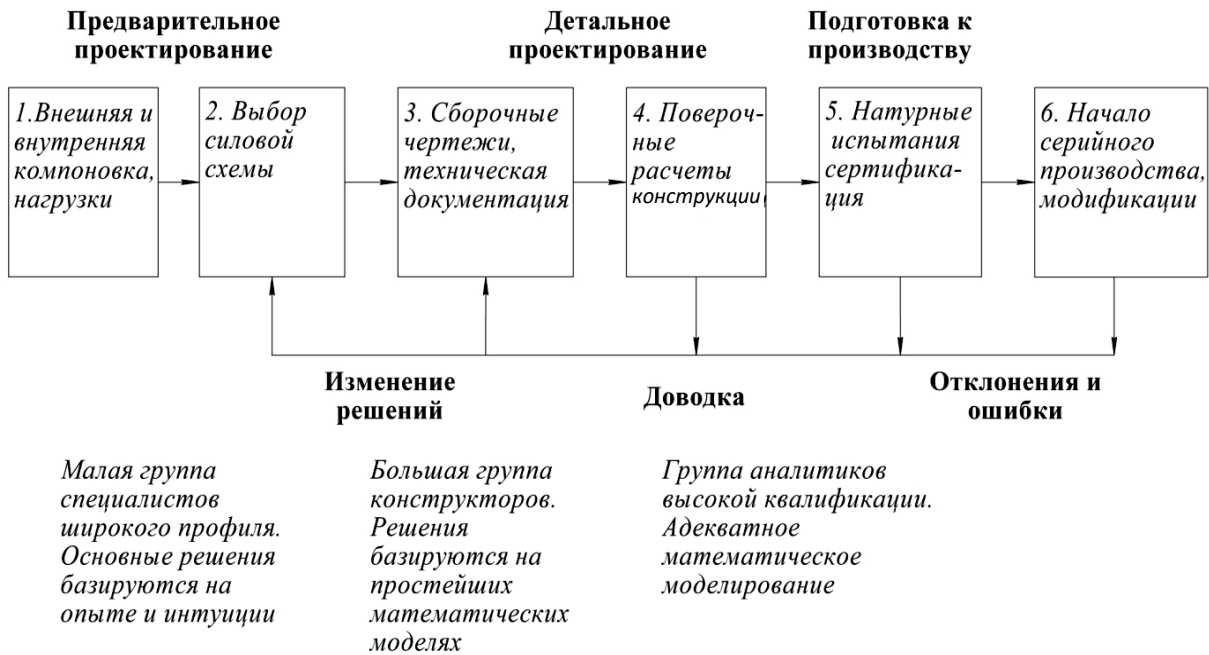 Предварительное
проектирование
Детальное
проектирование
Подготовка к
производству
1.Внешняя и
внутренняя
компоновка,
нагрузки
2. Выбор
силовой
схемы
3. Сборочные
чертежи,
техническая
документация
4. Повероч-
ные
расчеты
конструкции
5. Натурные
испытания
сертифика-
ция
6. Начало
серийного
производства,
модификации
Изменение
решений
Доводка
Отклонения и
ошибки
Малая группа
специалистов
широкого профиля.
Основные решения
базируются на
опыте и интуиции
Большая группа
конструкторов.
Решения
базируются на
простейших
математических
моделях
Группа аналитиков
высокой квалификации.
Адекватное
математическое
моделирование